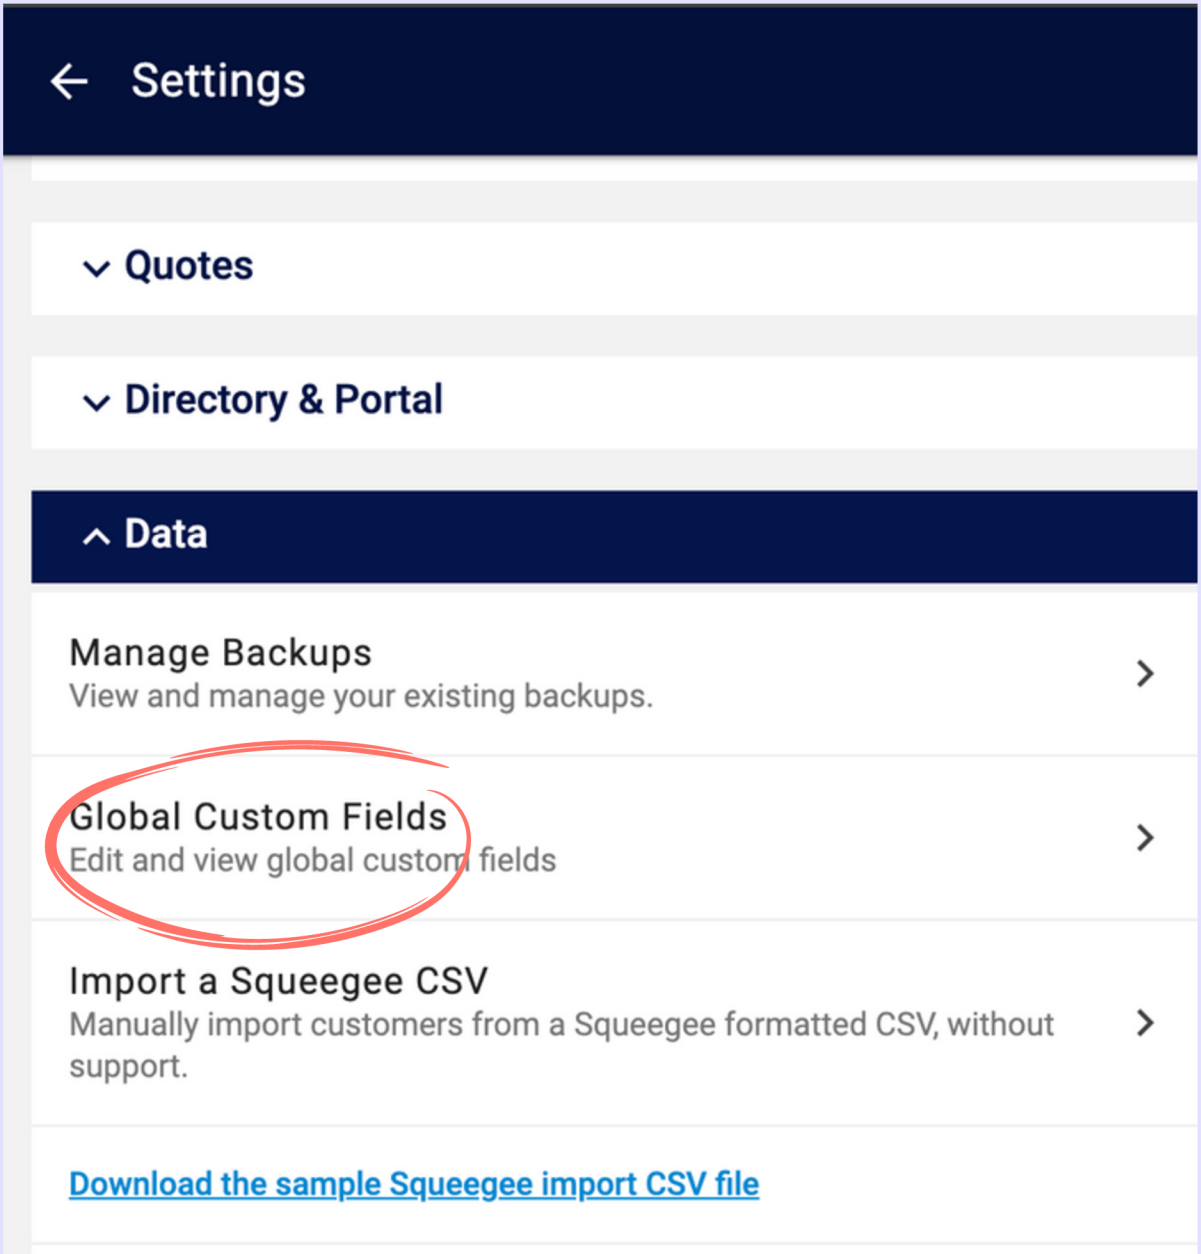 Settings
Quotes
Directory & Portal
Data
Manage Backups
View and manage your existing backups.
Global Custom Fields
Edit and view global custom fields
Import a Squeegee CSV
Manually import customers from a Squeegee formatted CSV, without
support.
Download the sample Squeegee import CSV file